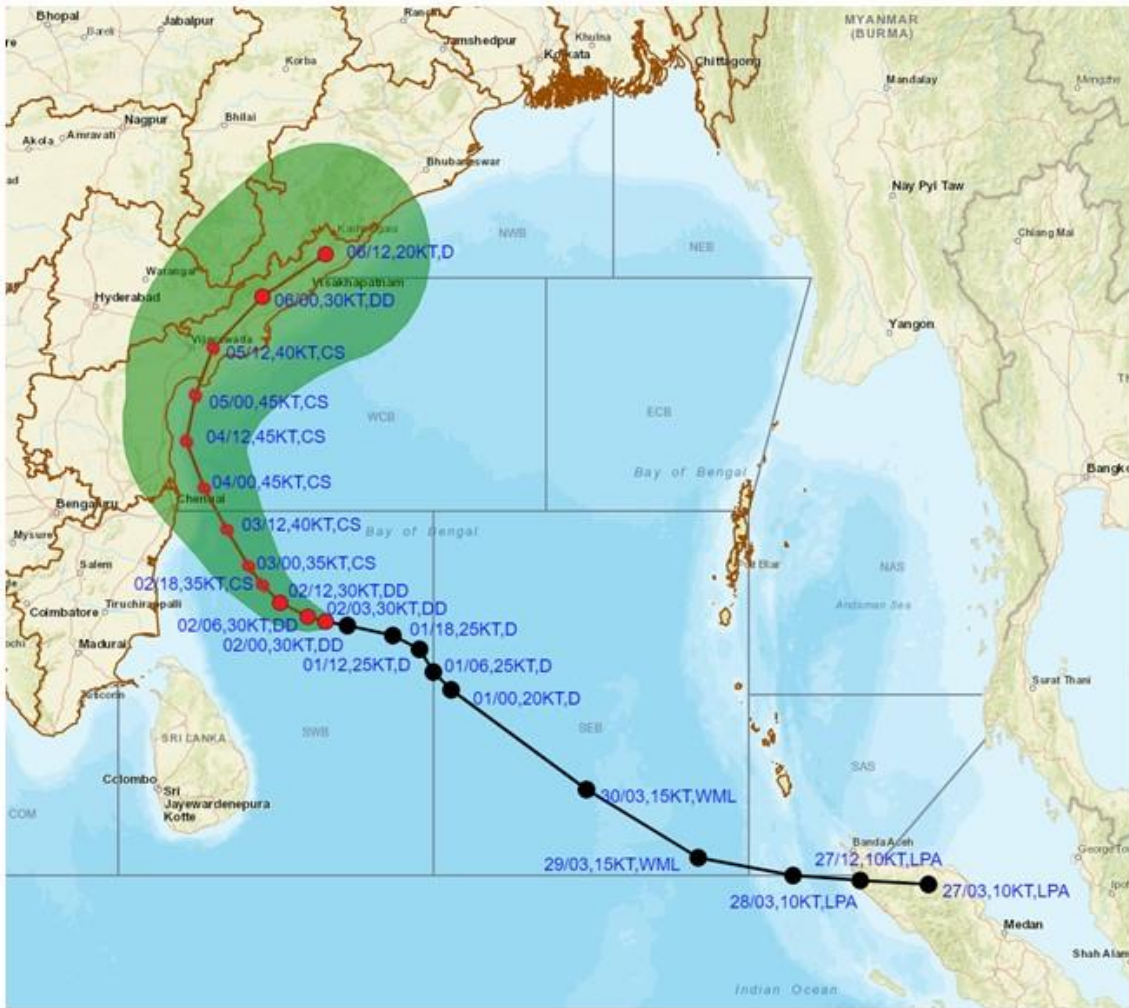 Bhopal
Jabalpur
Ranchi
MYANMAR
(BURMA)
Bareli
Jamshedpur
Khulna
Kolkata
Chittagong
Korba
Mandalay
Mengzhe
Nagpur
Bhilai
Akola
Amravati
Bhubaneswar
Nay Pyi Taw
Chiang Mai
NWB
NEB
06/12,20KT,D
Warangal
Visakhapatnam
Hyderabad
06/00,30KT,DD
Yangon
Vijayawada
05/12,40KT,CS
05/00,45KT,CS
WCB
ECB
04/12,45KT,CS
Bay of Bengal
04/00,45KT,CS
Chennai
Bengaluru
03/12,40KT,CS
Bay of Bengal
Mysure
Salem
03/00,35KT,CS
NAS
02/18,35KT,CS
02/12,30KT,DD
Andaman Sea
Coimbatore
Tiruchirappalli
02/03,30KT,DD
02/06,30KT,DD
01/18,25KT,D
Madurai
02/00,30KT,DD
01/12,25KT,D
01/06,25KT,D
01/00,20KT,D
Surat Thani
SRI LANKA
SWB
SEB
SAS
Colombo
Sri
Jayewardenepura
Kotte
30/03,15KT,WML
COM
Banda Aceh
29/03,15KT,WML
27/12,10KT,LPA
28/03,10KT,LPA
27/03,10KT,LPA
Medan
Shah Alam
Indian Ocean